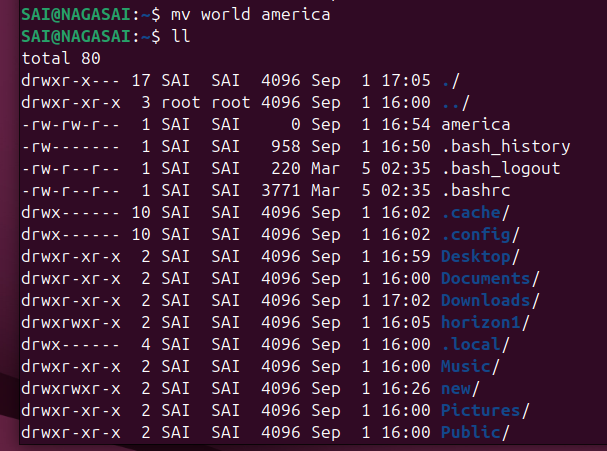 SAI@NAGASAI:~$ mv world america
SAI@NAGASAI:~$ ll
total 80
drwxr-x--- 17 SAI  SAI  4096 Sep  1 17:05 ./
drwxr-xr-x  3 root root 4096 Sep  1 16:00 ../
-rw-rw-r--  1 SAI  SAI     0 Sep  1 16:54 america
-rw-------  1 SAI  SAI   958 Sep  1 16:50 .bash_history
-rw-r--r--  1 SAI  SAI   220 Mar  5 02:35 .bash_logout
-rw-r--r--  1 SAI  SAI  3771 Mar  5 02:35 .bashrc
drwx------ 10 SAI  SAI  4096 Sep  1 16:02 .cache/
drwx------ 10 SAI  SAI  4096 Sep  1 16:02 .config/
drwxr-xr-x  2 SAI  SAI  4096 Sep  1 16:59 Desktop/
drwxr-xr-x  2 SAI  SAI  4096 Sep  1 16:00 Documents/
drwxr-xr-x  2 SAI  SAI  4096 Sep  1 17:02 Downloads/
drwxrwxr-x  2 SAI  SAI  4096 Sep  1 16:05 horizon1/
drwx------  4 SAI  SAI  4096 Sep  1 16:00 .local/
drwxr-xr-x  2 SAI  SAI  4096 Sep  1 16:00 Music/
drwxrwxr-x  2 SAI  SAI  4096 Sep  1 16:26 new/
drwxr-xr-x  2 SAI  SAI  4096 Sep  1 16:00 Pictures/
drwxr-xr-x  2 SAI  SAI  4096 Sep  1 16:00 Public/